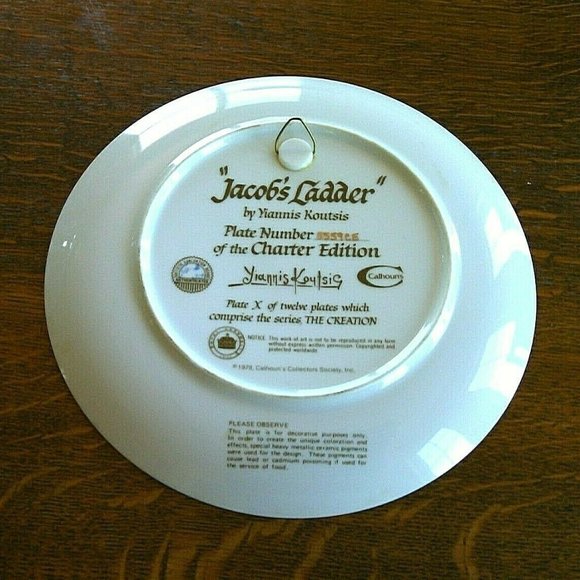 "Jacob's Ladder"
by Yiannis Koutsis
Plate Number
of the Charter Edition
Yiannis Koutsis
Calhoun's
Plate X of twelve plates which
comprise the series, THE CREATION
NOTICE: This work of art is not to be reproduced in any form
without express written permission. Copyrighted and
protected worldwide.
© 1978, Calhoun's Collectors Society, Inc.
PLEASE OBSERVE
This plate is for decorative purposes only.
In order to create the unique coloration and
effects, special heavy metallic ceramic pigments
were used for the design. These pigments can
cause lead or cadmium poisoning if used for
the service of food.